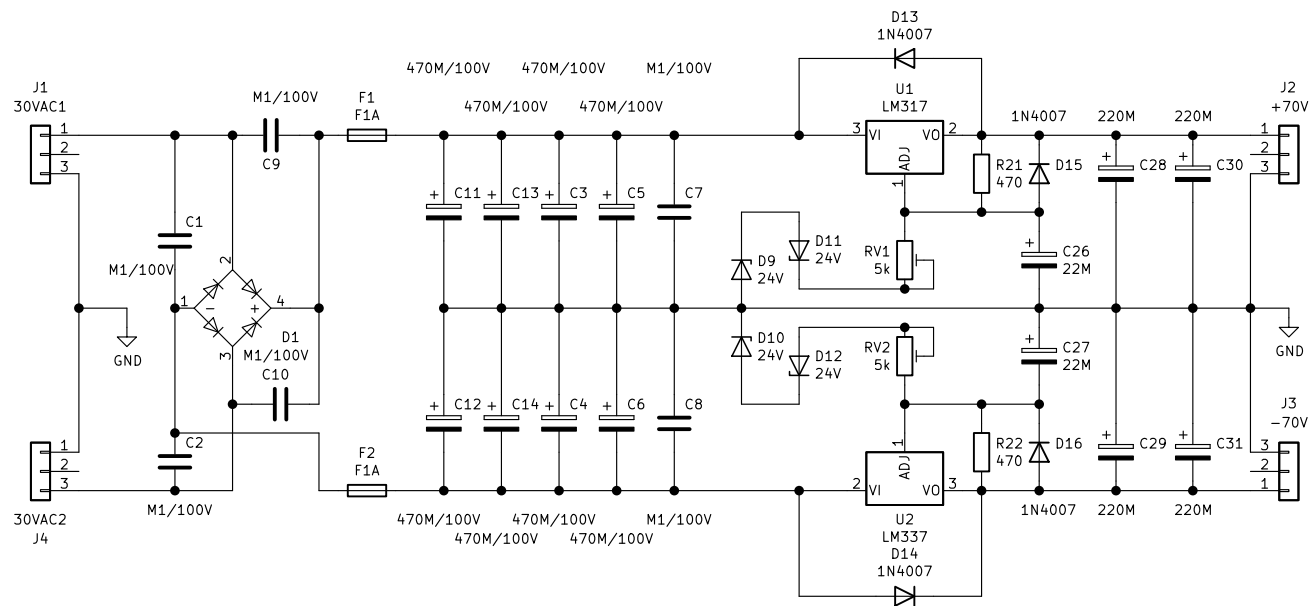 D13
1N4007
470M/100V
470M/100V
M1/100V
470M/100V
470M/100V
J1
30VAC1
1
2
3
M1/100V
C9
F1
F1A
U1
LM317
3
VI
VO
2
ADJ
1
1N4007
220M
220M
J2
+70V
1
2
3
R21
470
D15
+
C28
+
C30
+
C11
+
C13
+
C3
+
C5
C7
C1
M1/100V
D9
24V
D11
24V
RV1
5k
+
C26
22M
2
1
-
+
4
3
GND
D1
M1/100V
C10
D10
24V
D12
24V
RV2
5k
+
C27
22M
GND
+
C12
+
C14
+
C4
+
C6
C8
C2
M1/100V
1
2
3
30VAC2
J4
F2
F1A
470M/100V
470M/100V
M1/100V
470M/100V
470M/100V
1
ADJ
2
VI
VO
3
U2
LM337
D14
1N4007
R22
470
D16
1N4007
+
C29
+
C31
220M
220M
J3
-70V
3
2
1